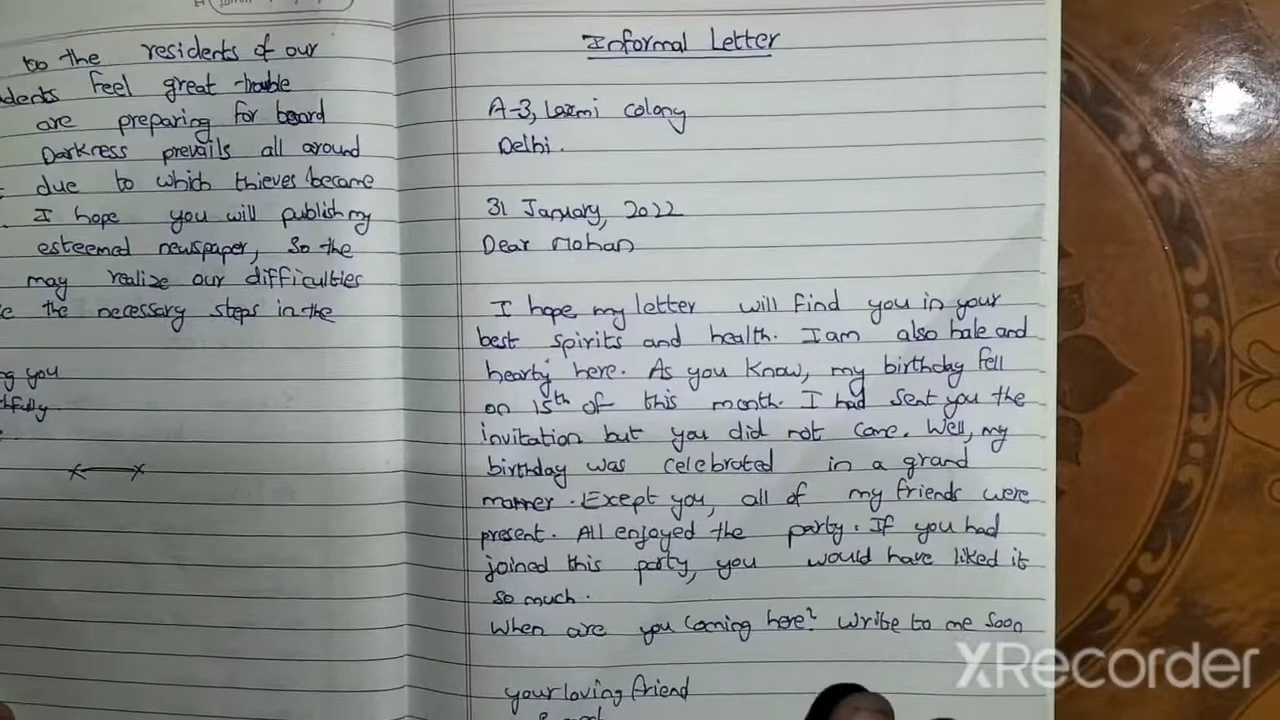 to the residents of our
dents feel great trouble
are preparing for board
Darkness prevails all around
due to which thieves became
I hope you will publish my
esteemed newspaper, so the
may realize our difficulties
the necessary steps in the
you
Informal Letter
A-3, Laxmi colony
Delhi.
31 January, 2022
Dear Mohan
I hope my letter will find you in your
best spirits and health. I am also hale and
hearty here. As you know, my birthday fell
on 15th of this month. I had sent you the
invitation but you did not come. Well, my
birthday was celebrated in a grand
manner. Except you, all of my friends were
present. All enjoyed the party. If you had
joined this party, you would have liked it
so much.
When are you coming here? Write to me soon
your loving friend
XRecorder